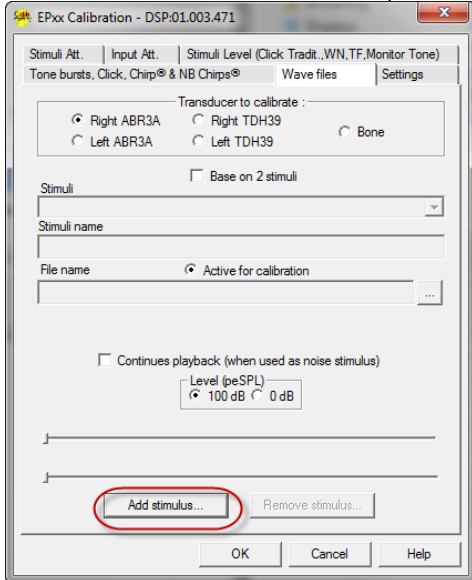 EPxx Calibration - DSP:01.003.471
Stimuli Att. Input Att. Stimuli Level (Click Tradit.,WN,TF,Monitor Tone)
Tone bursts, Click, Chirp® & NB Chirps® Wave files Settings
Transducer to calibrate :
Right ABR3A Right TDH39
Bone
Left ABR3A Left TDH39
Base on 2 stimuli
Stimuli
Stimuli name
File name Active for calibration
...
Continues playback (when used as noise stimulus)
Level (peSPL)
100 dB 0 dB
Add stimulus... Remove stimulus...
OK Cancel Help